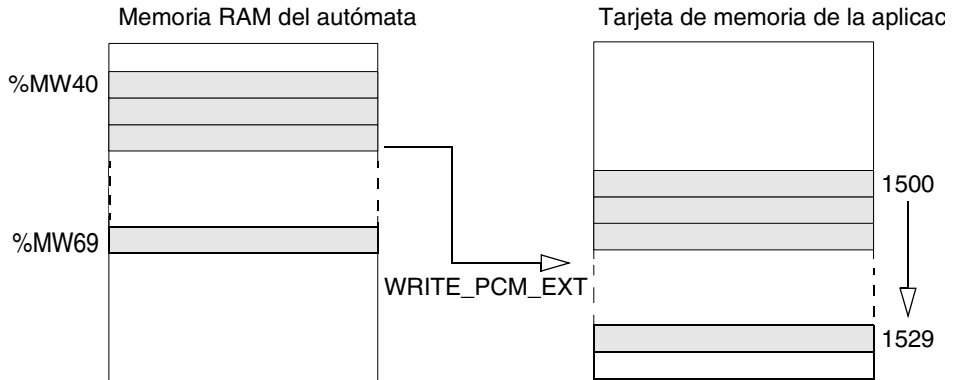 Memoria RAM del autómata
Tarjeta de memoria de la aplicac
%MW40
1500
%MW69
WRITE_PCM_EXT
1529